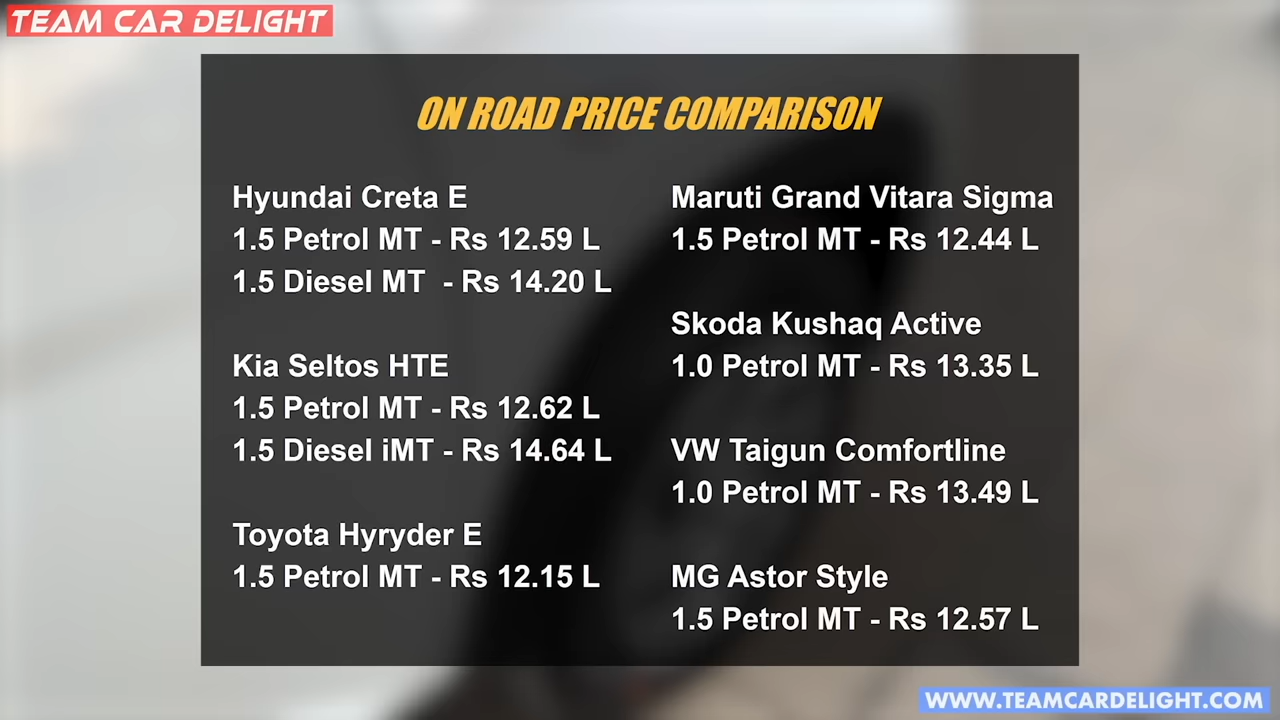 TEAM CAR DELIGHT
ON ROAD PRICE COMPARISON
Hyundai Creta E
1.5 Petrol MT - Rs 12.59 L
1.5 Diesel MT - Rs 14.20 L
Kia Seltos HTE
1.5 Petrol MT - Rs 12.62 L
1.5 Diesel iMT - Rs 14.64 L
Toyota Hyryder E
1.5 Petrol MT - Rs 12.15 L
Maruti Grand Vitara Sigma
1.5 Petrol MT - Rs 12.44 L
Skoda Kushaq Active
1.0 Petrol MT - Rs 13.35 L
VW Taigun Comfortline
1.0 Petrol MT - Rs 13.49 L
MG Astor Style
1.5 Petrol MT - Rs 12.57 L
WWW.TEAMCARDELIGHT.COM